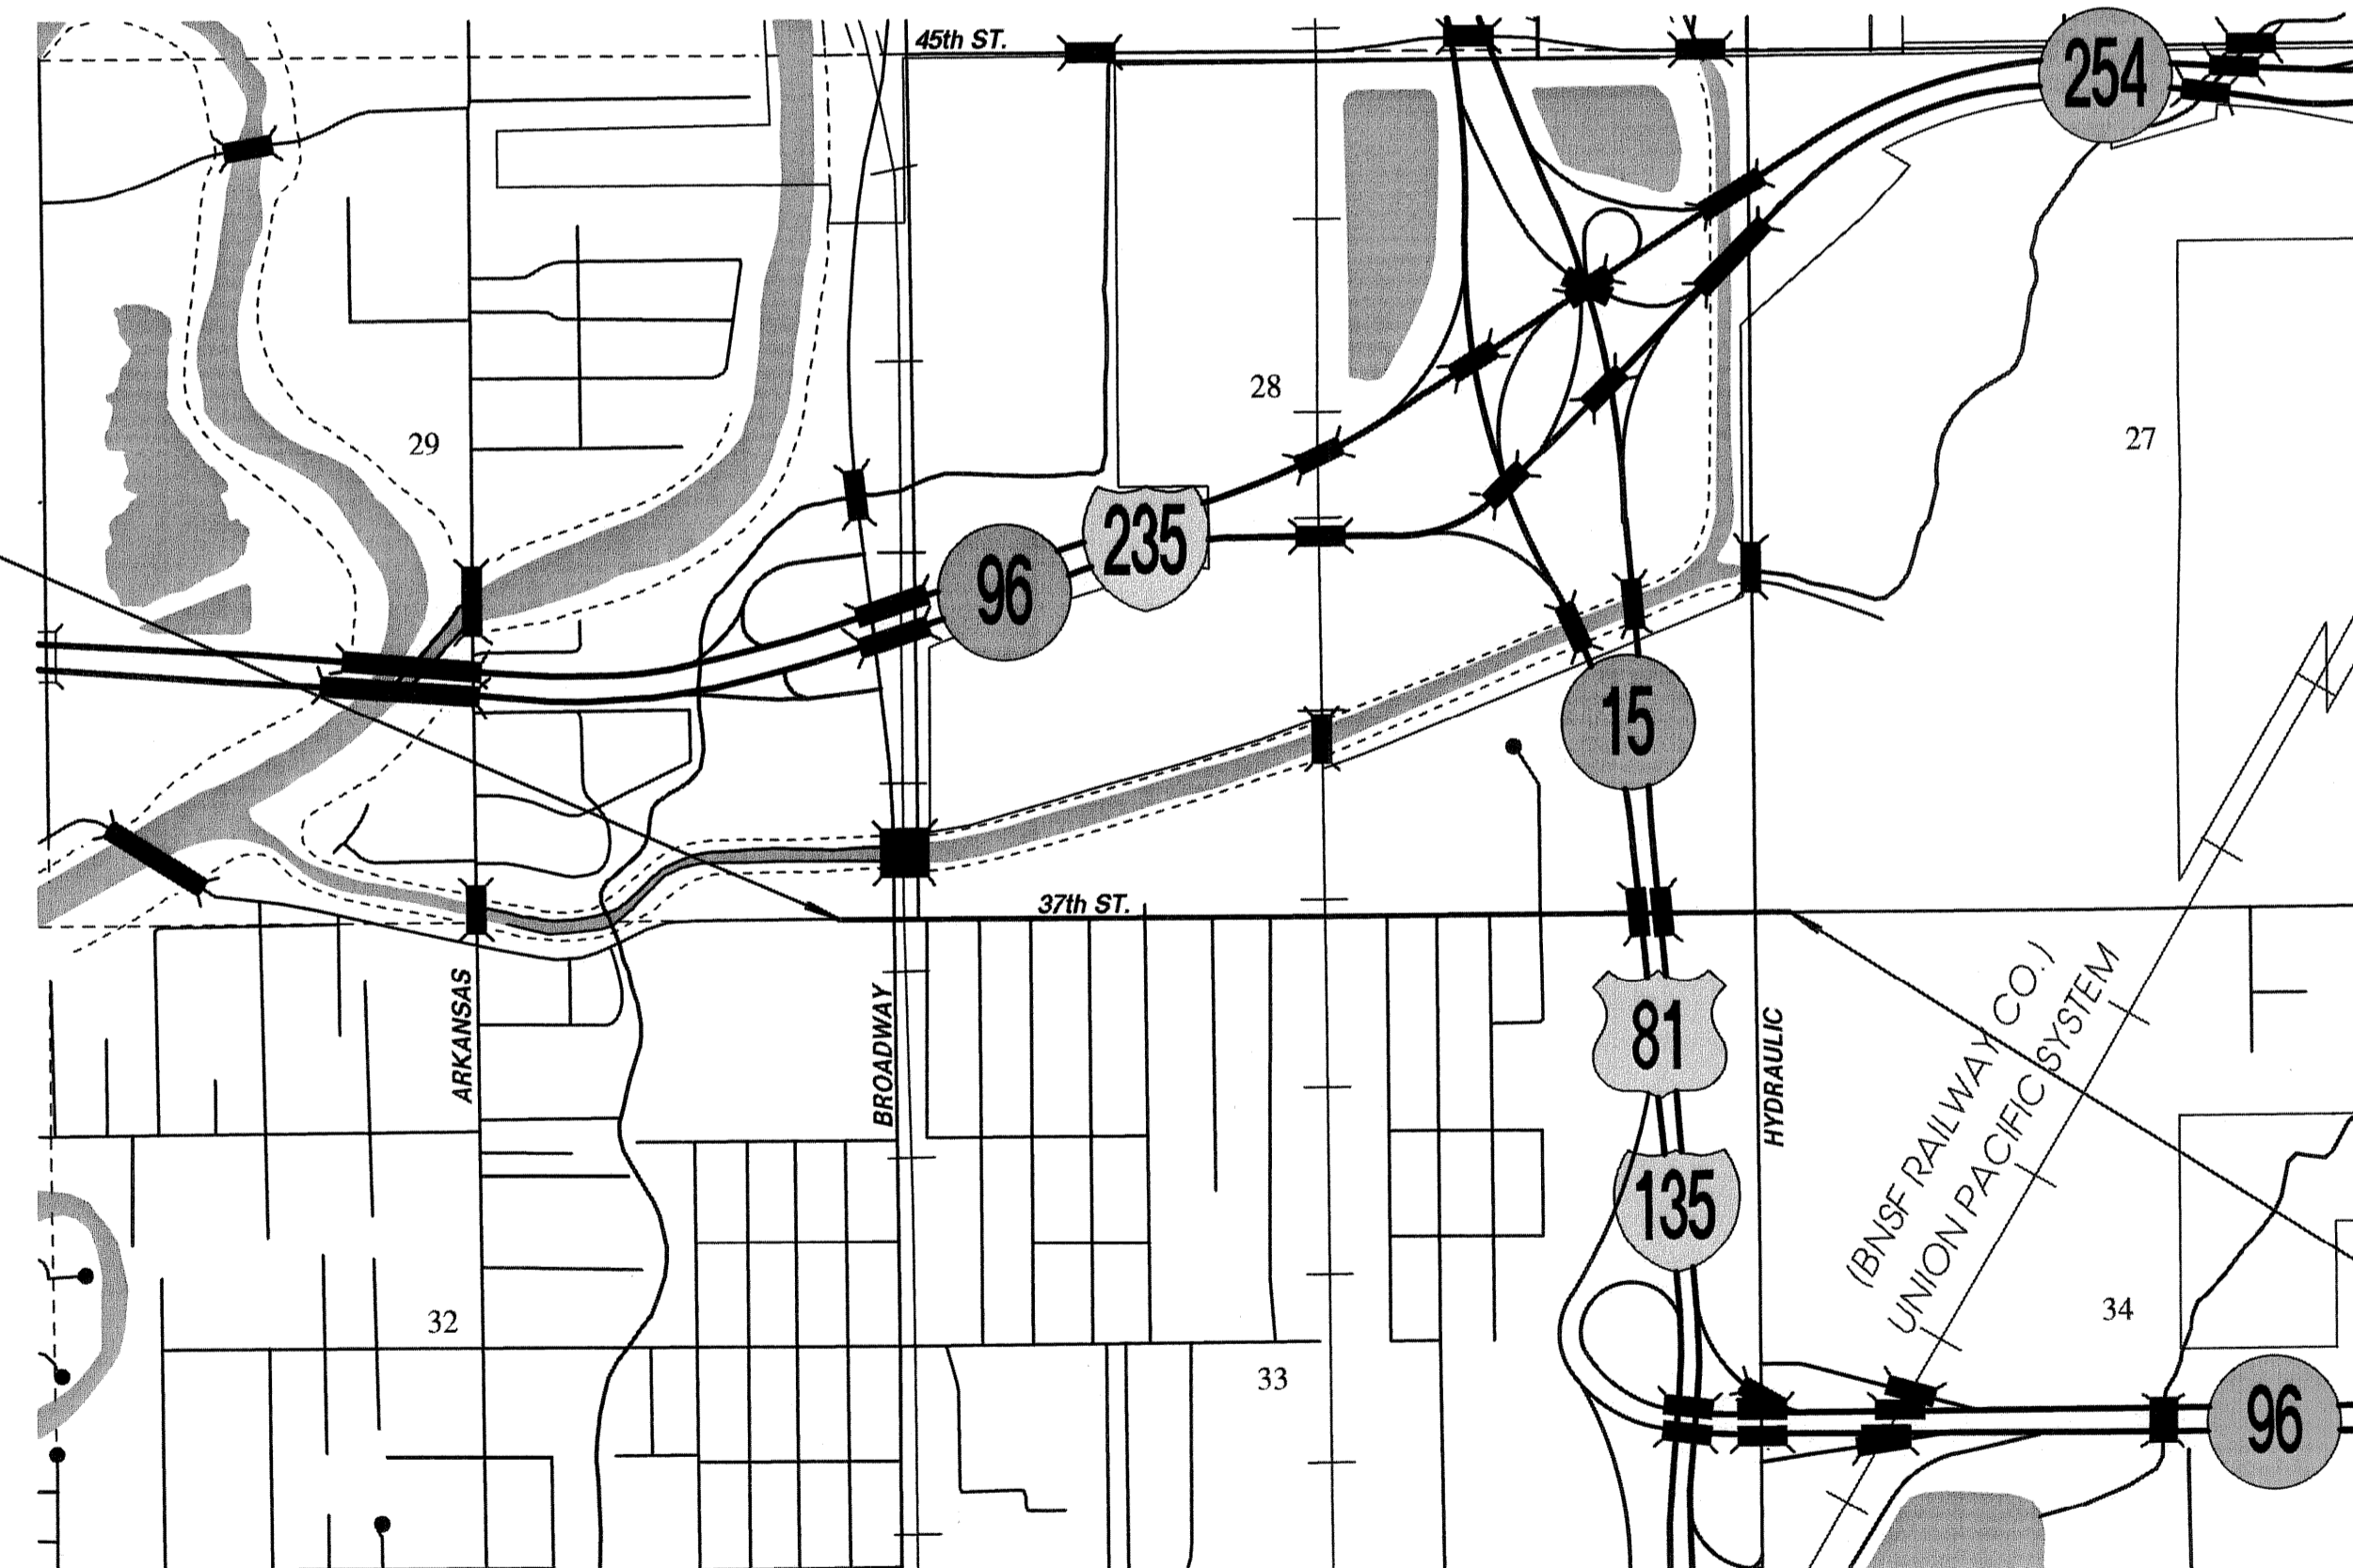 45th ST.
254
28
27
29
235
96
15
37th ST.
ARKANSAS
BROADWAY
81
HYDRAULIC
(BNSF RAILWAY CO.)
UNION PACIFIC SYSTEM
135
32
34
33
96